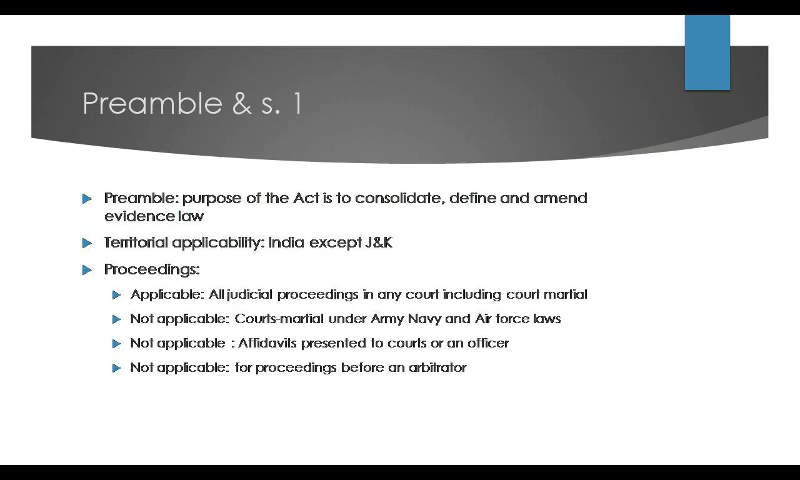 Preamble & s. 1
Preamble: purpose of the Act is to consolidate, define and amend
evidence law
Territorial applicability: India except J&K
Proceedings:
Applicable: All judicial proceedings in any court including court martial
Not applicable: Courts-martial under Army Navy and Air force laws
Not applicable : Affidavits presented to courts or an officer
Not applicable: for proceedings before an arbitrator